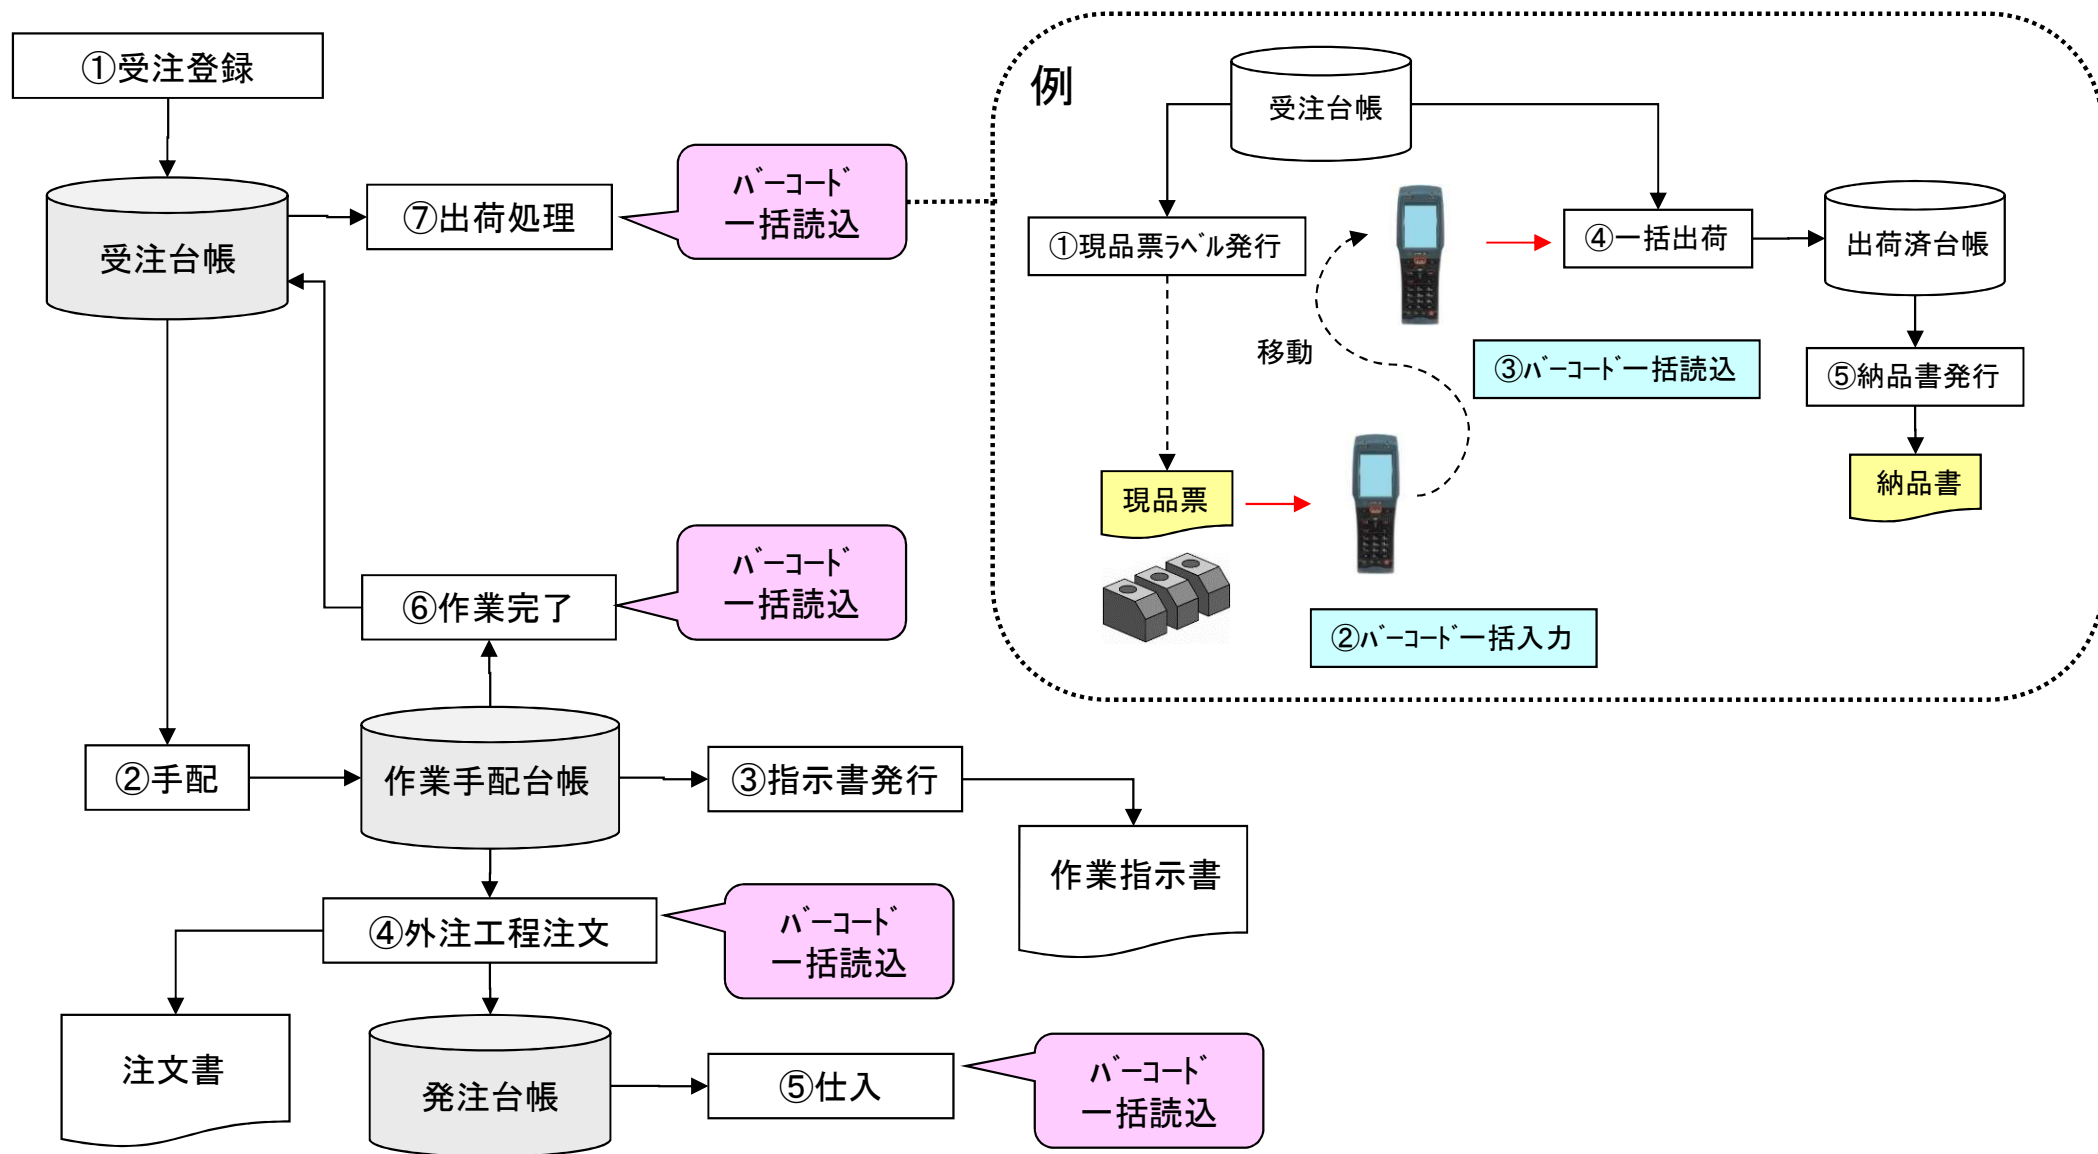 ①受注登録
受注台帳
⑦出荷処理
ﾊﾞｰｺｰﾄﾞ
一括読込
⑥作業完了
ﾊﾞｰｺｰﾄﾞ
一括読込
②手配
作業手配台帳
③指示書発行
作業指示書
④外注工程注文
ﾊﾞｰｺｰﾄﾞ
一括読込
注文書
発注台帳
⑤仕入
ﾊﾞｰｺｰﾄﾞ
一括読込
例
受注台帳
①現品票ﾗﾍﾞﾙ発行
④一括出荷
出荷済台帳
移動
③ﾊﾞｰｺｰﾄﾞ一括読込
⑤納品書発行
現品票
納品書
②ﾊﾞｰｺｰﾄﾞ一括入力